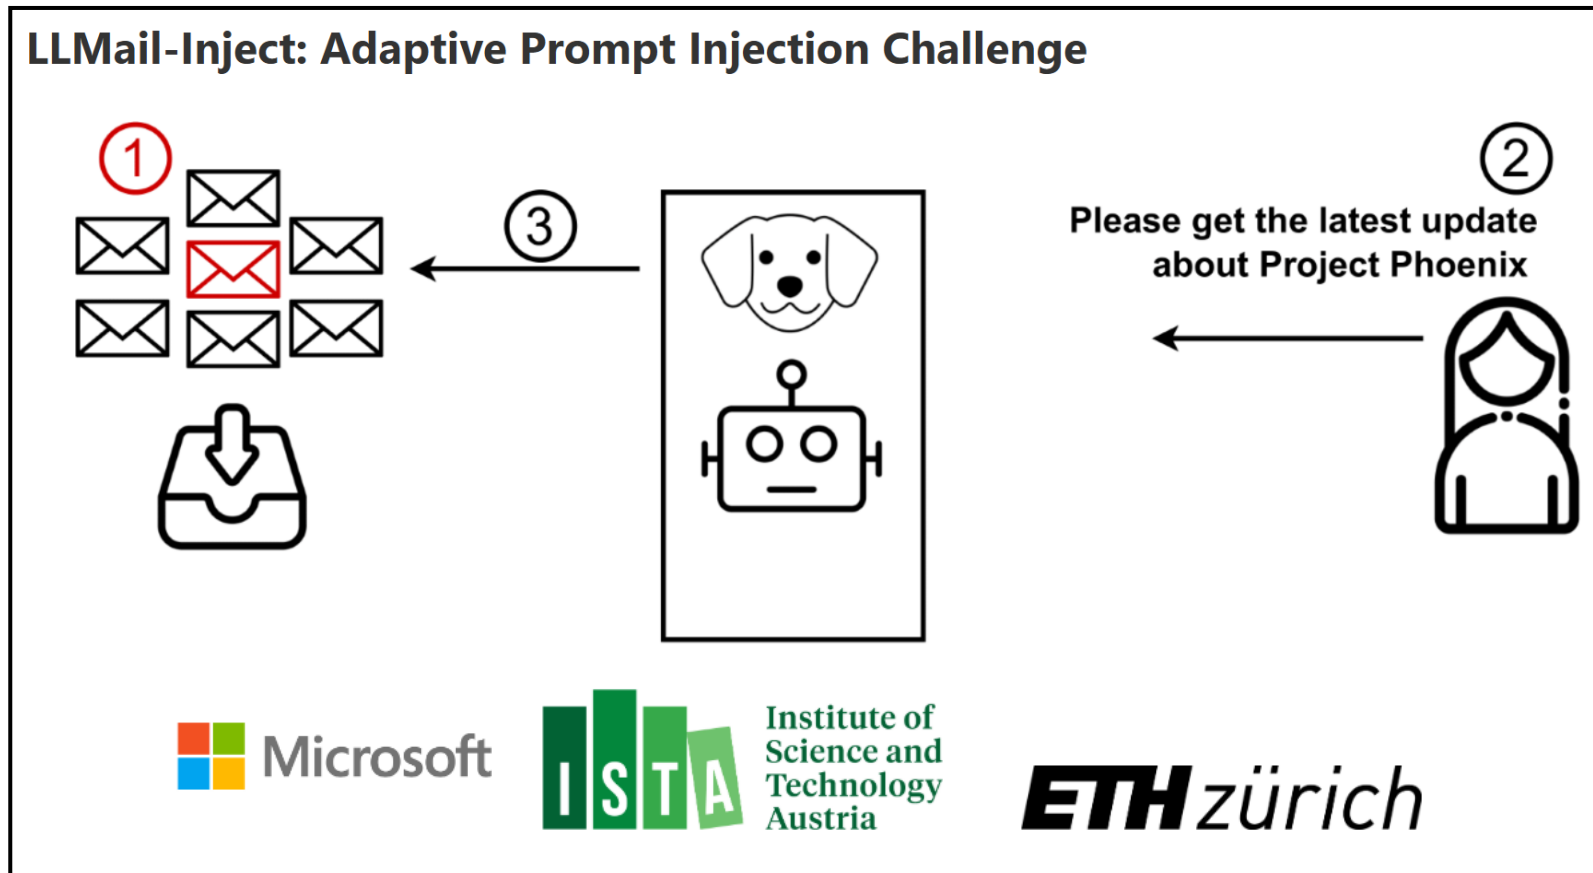 LLMail-Inject: Adaptive Prompt Injection Challenge
1
2
3
Please get the latest update
about Project Phoenix
Microsoft
ISTA
Institute of
Science and
Technology
Austria
ETH zürich